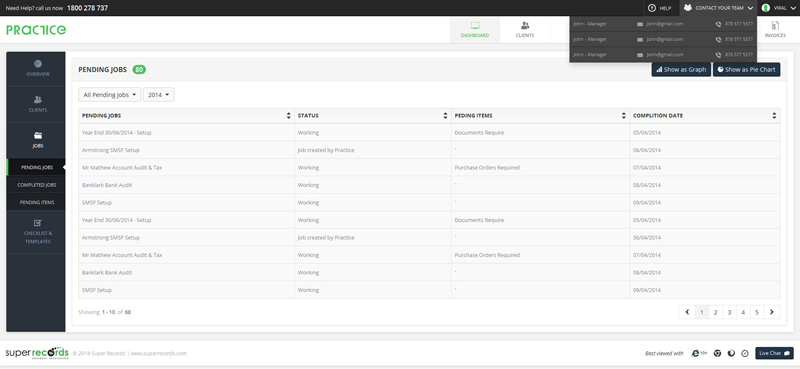 Need Help? call us now 1800 278 737
HELP
CONTACT YOUR TEAM
VIRAL
PRACTICE
DASHBOARD
CLIENTS
INVOICES
John - Manager John@gmail.com 878 577 5577
John - Manager John@gmail.com 878 577 5577
John - Manager John@gmail.com 878 577 5577
OVERVIEW
CLIENTS
JOBS
PENDING JOBS
COMPLETED JOBS
PENDING ITEMS
CHECKLIST &
TEMPLATES
PENDING JOBS 80
Show as Graph
Show as Pie Chart
All Pending Jobs
2014
PENDING JOBS STATUS PEDING ITEMS COMPLITION DATE
Year End 30/06/2014 - Setup Working Documents Require 05/04/2014
Armstrong SMSF Setup Job created by Practice - 06/04/2014
Mr Mathew Account Audit & Tax Working Purchase Orders Required 07/04/2014
Banklark Bank Audit Working - 08/04/2014
SMSF Setup Working - 09/04/2014
Year End 30/06/2014 - Setup Working Documents Require 05/04/2014
Armstrong SMSF Setup Job created by Practice - 06/04/2014
Mr Mathew Account Audit & Tax Working Purchase Orders Required 07/04/2014
Banklark Bank Audit Working - 08/04/2014
SMSF Setup Working - 09/04/2014
Showing 1 - 10 of 68
1 2 3 4 5
super records
© 2014 Super Records | www.superrecords.com
Best viewed with
10+
Live Chat